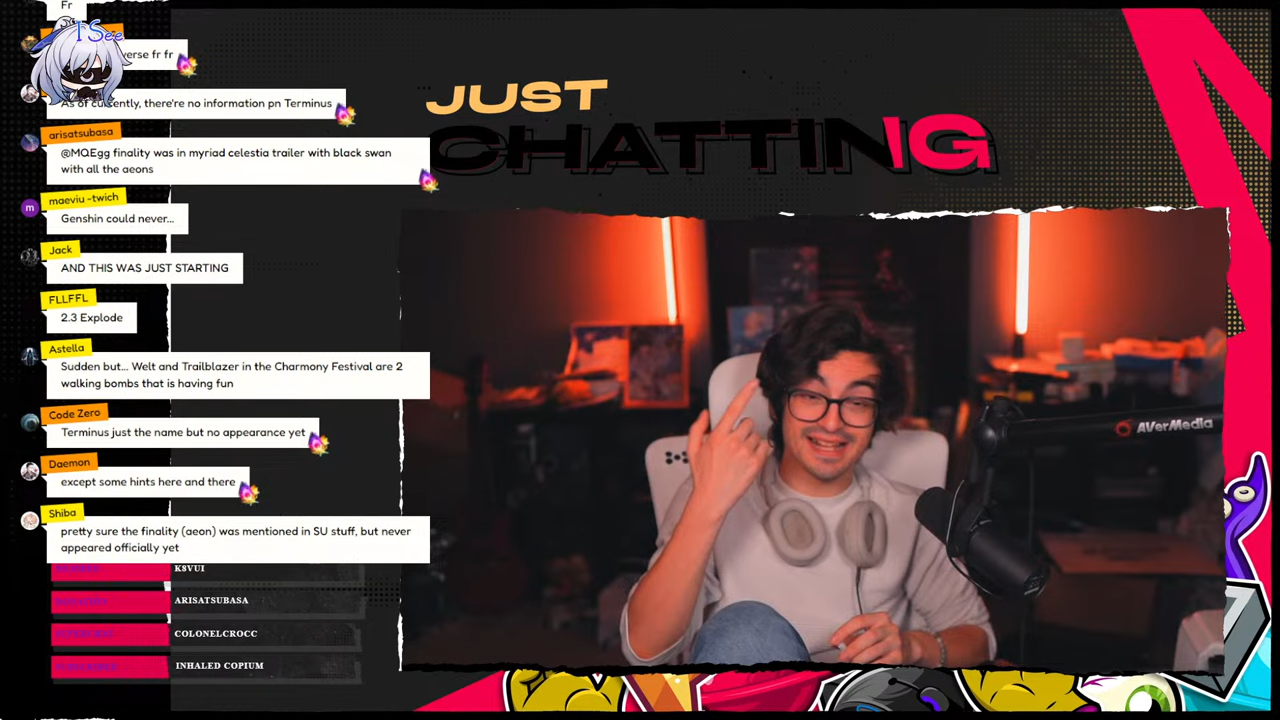 Fr
I See
verse fr fr
As of currently, there're no information pn Terminus
arisatsubasa
@MQEgg finality was in myriad celestia trailer with black swan
with all the aeons
maeviu -twich
m
Genshin could never...
Jack
AND THIS WAS JUST STARTING
FLLFFL
2.3 Explode
Astella
Sudden but... Welt and Trailblazer in the Charmony Festival are 2
walking bombs that is having fun
Code Zero
Terminus just the name but no appearance yet
Daemon
except some hints here and there
Shiba
pretty sure the finality (aeon) was mentioned in SU stuff, but never
appeared officially yet
K8VUI
ARISATSUBASA
COLONELCROCC
INHALED COPIUM
JUST
CHATTING
AVerMedia